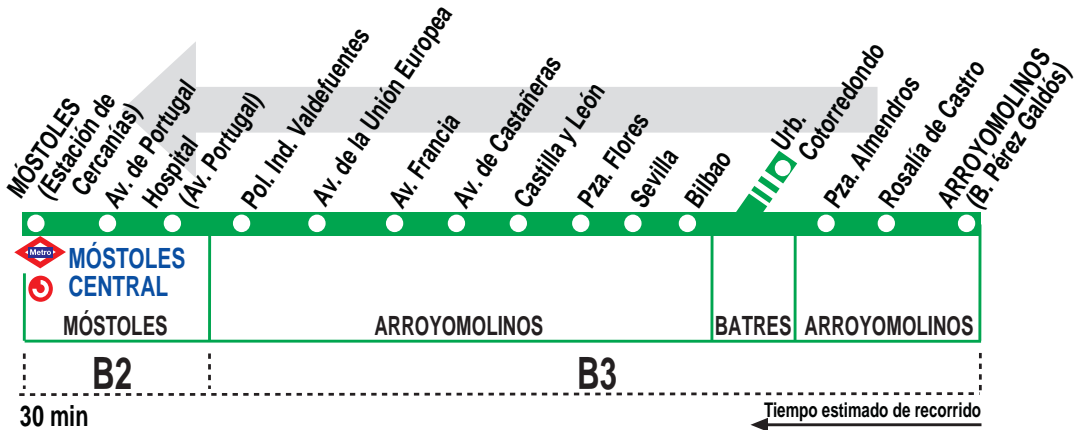 MÓSTOLES
(Estación de
Cercanías)
Av. de Portugal
Hospital
(Av. Portugal)
Pol. Ind. Valdefuentes
Av. de la Unión Europea
Av. Francia
Av. de Castañeras
Castilla y León
Pza. Flores
Sevilla
Bilbao
Urb.
Cotorredondo
Pza. Almendros
Rosalía de Castro
ARROYOMOLINOS
(B. Pérez Galdós)
Metro
MÓSTOLES
CENTRAL
MÓSTOLES
ARROYOMOLINOS
BATRES
ARROYOMOLINOS
B2
B3
30 min
Tiempo estimado de recorrido